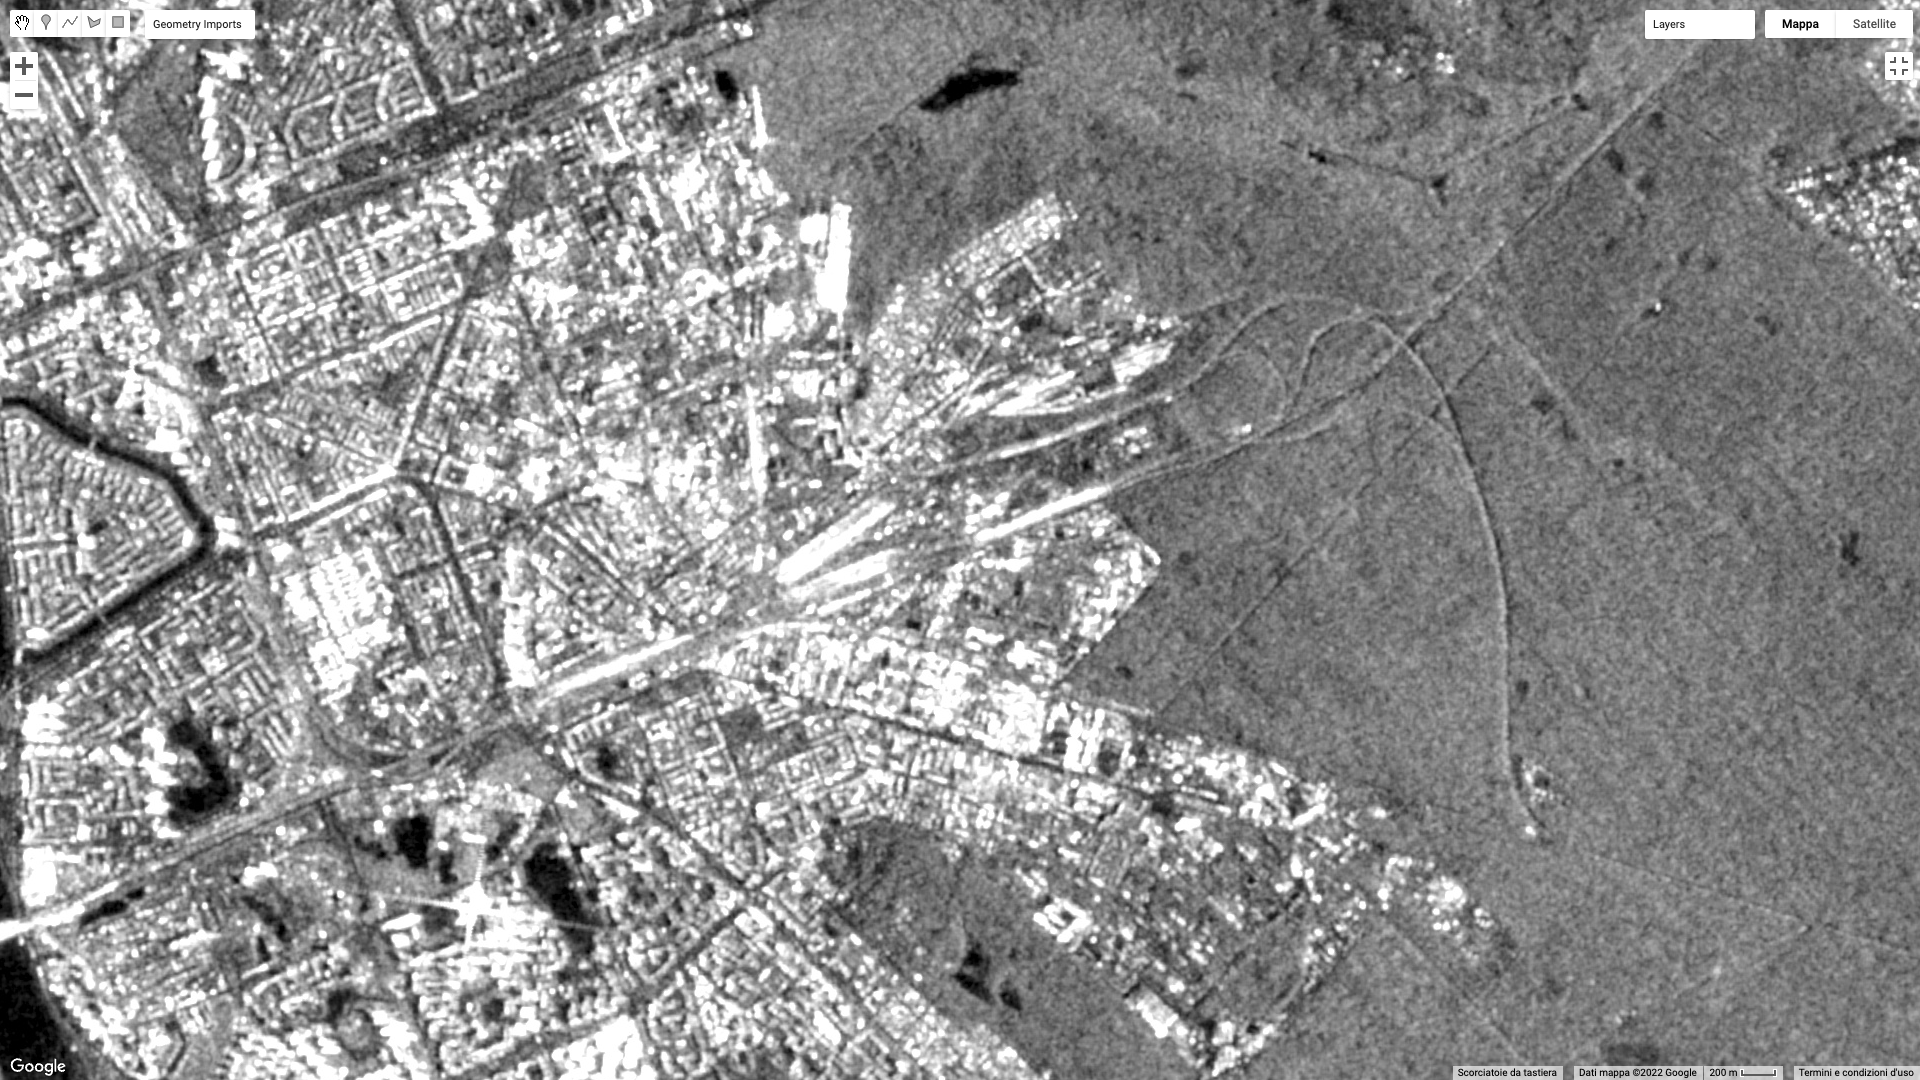 Geometry Imports
Layers
Mappa
Satellite
Google
Scorciatoie da tastiera
Dati mappa ©2022 Google
200 m
Termini e condizioni d'uso